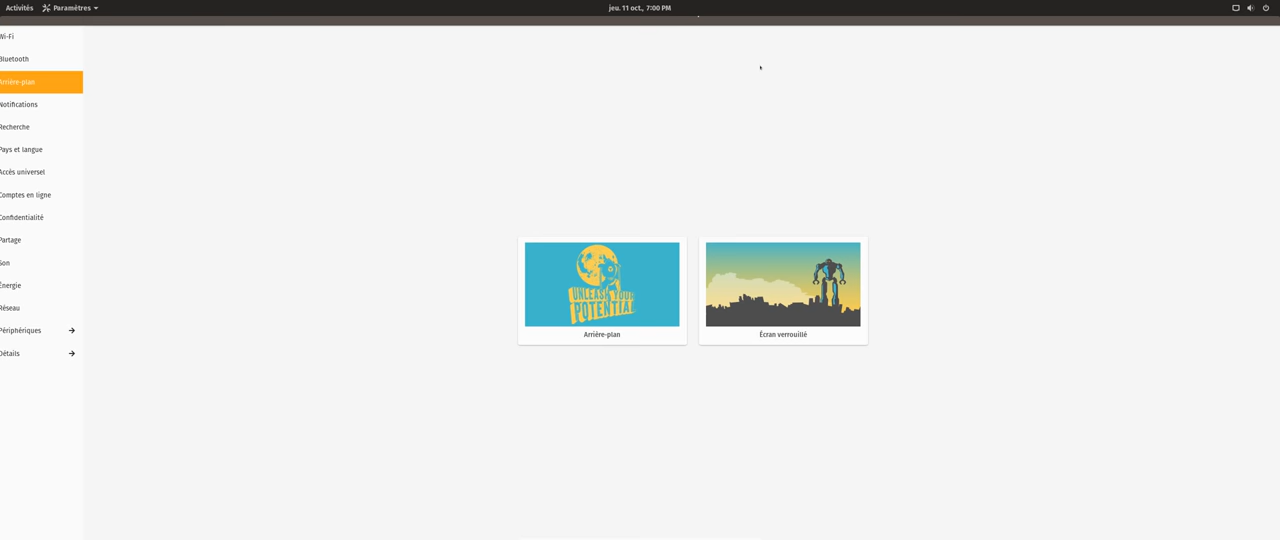 Activités
Paramètres
jeu. 11 oct., 7:00 PM
Wi-Fi
Bluetooth
Arrière-plan
Notifications
Recherche
Pays et langue
Accès universel
Comptes en ligne
Confidentialité
Partage
Son
Énergie
Réseau
Périphériques
Détails
UNLEASH YOUR
POTENTIAL
Arrière-plan
Écran verrouillé